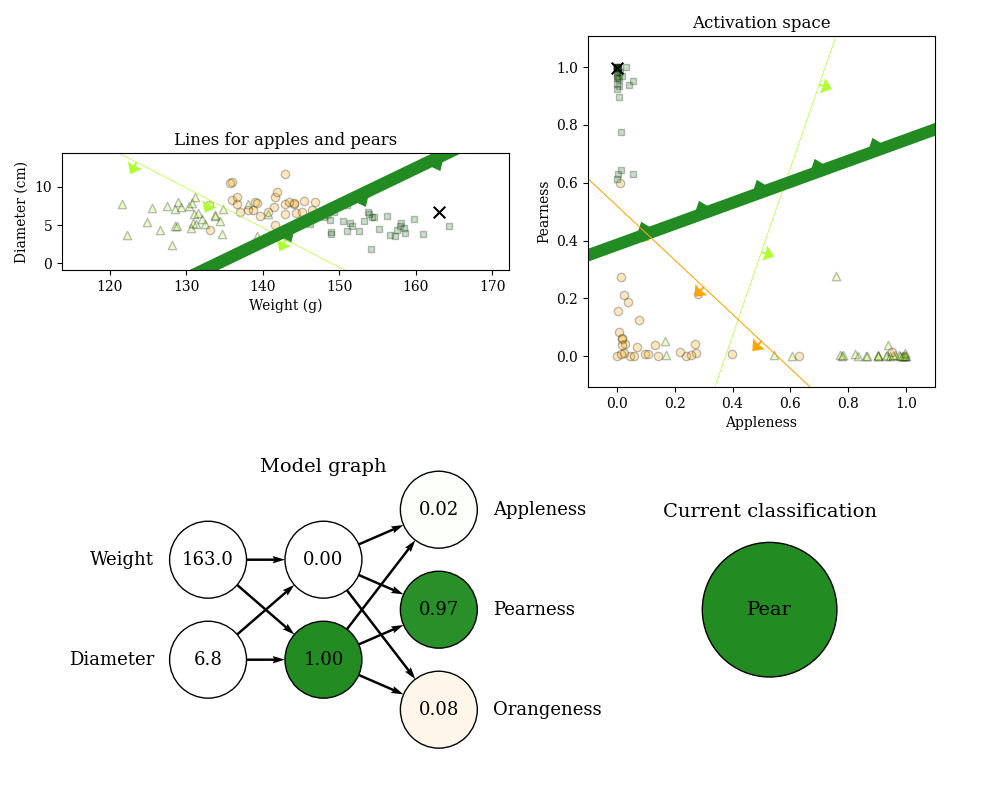 Lines for apples and pears
Diameter (cm)
10
5
0
120 130 140 150 160 170
Weight (g)
Activation space
Pearness
1.0
0.8
0.6
0.4
0.2
0.0
0.0 0.2 0.4 0.6 0.8 1.0
Appleness
Model graph
Weight 163.0 0.00
Diameter 6.8 1.00
0.02 Appleness
0.97 Pearness
0.08 Orangeness
Current classification
Pear